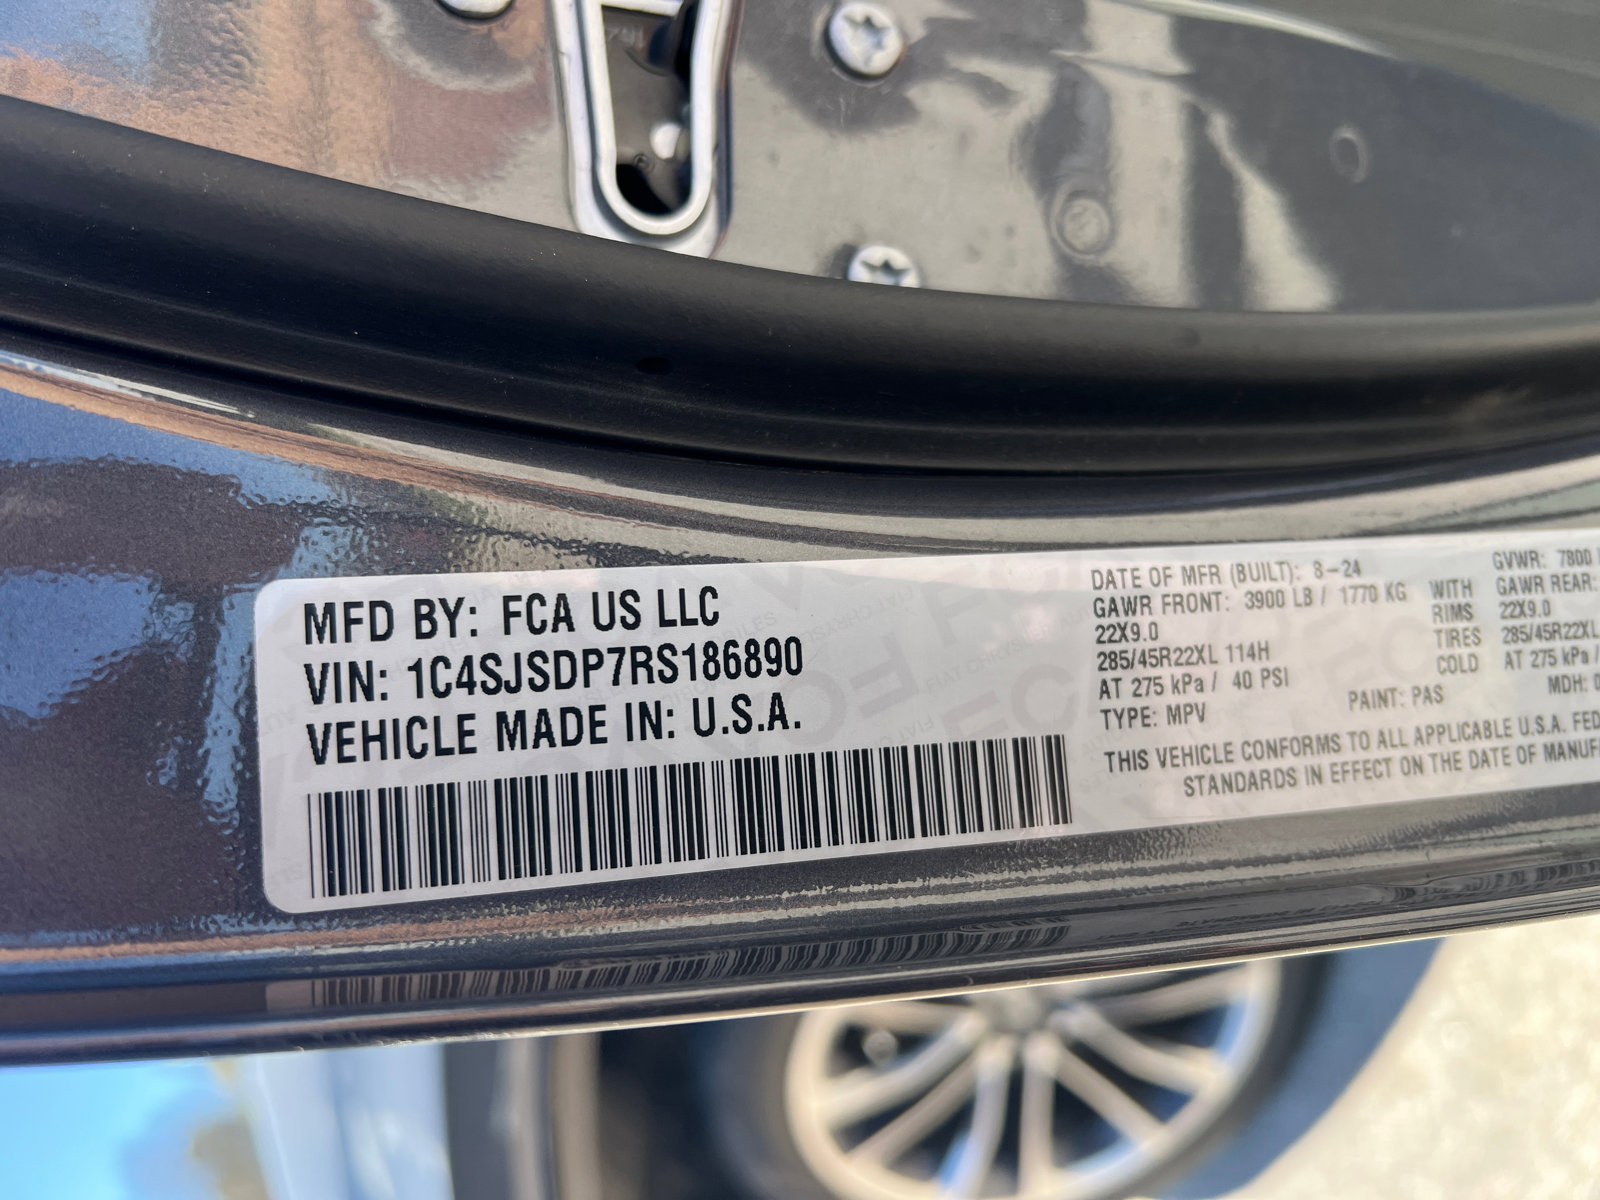 MFD BY: FCA US LLC
VIN: 1C4SJSDP7RS186890
VEHICLE MADE IN: U.S.A.
DATE OF MFR (BUILT): 8-24 GVWR: 7800
GAWR FRONT: 3900 LB / 1770 KG WITH GAWR REAR:
22X9.0 RIMS 22X9.0
285/45R22XL 114H TIRES 285/45R22XL
AT 275 kPa / 40 PSI COLD AT 275 kPa /
TYPE: MPV PAINT: PAS MDH:
THIS VEHICLE CONFORMS TO ALL APPLICABLE U.S.A. FED
STANDARDS IN EFFECT ON THE DATE OF MANUF